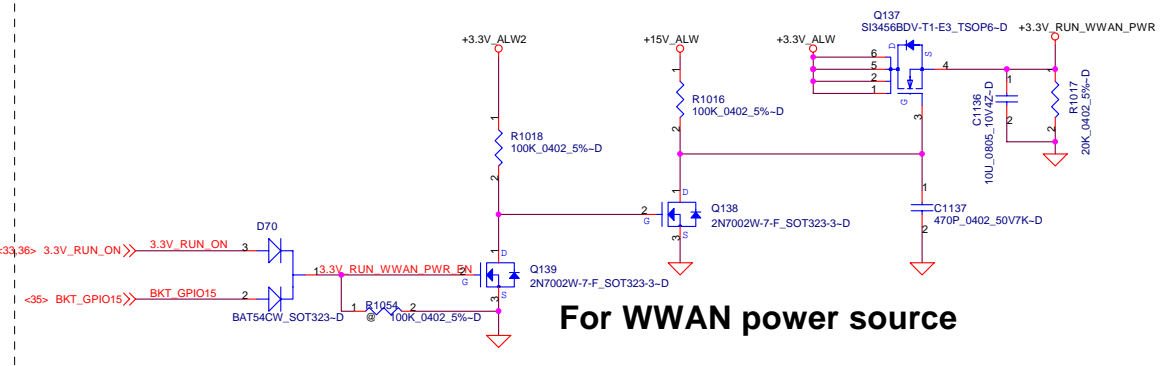 Q137
SI3456BDV-T1-E3_TSOP6~D
+3.3V_RUN_WWAN_PWR
+3.3V_ALW2
+15V_ALW
+3.3V_ALW
D
S
6
5
2
1
4
G
3
1
R1016
100K_0402_5%~D
2
1
2
C1136
10U_0805_10V4Z~D
1
2
R1017
20K_0402_5%~D
1
R1018
100K_0402_5%~D
2
1
D
2
G
Q138
2N7002W-7-F_SOT323-3~D
3
S
1
C1137
470P_0402_50V7K~D
2
D70
<33,36> 3.3V_RUN_ON
3.3V_RUN_ON
3
1
D
1
3.3V_RUN_WWAN_PWR_EN
2
G
Q139
2N7002W-7-F_SOT323-3~D
<35> BKT_GPIO15
BKT_GPIO15
2
3
S
BAT54CW_SOT323~D
1
R1054
2
@
100K_0402_5%~D
For WWAN power source